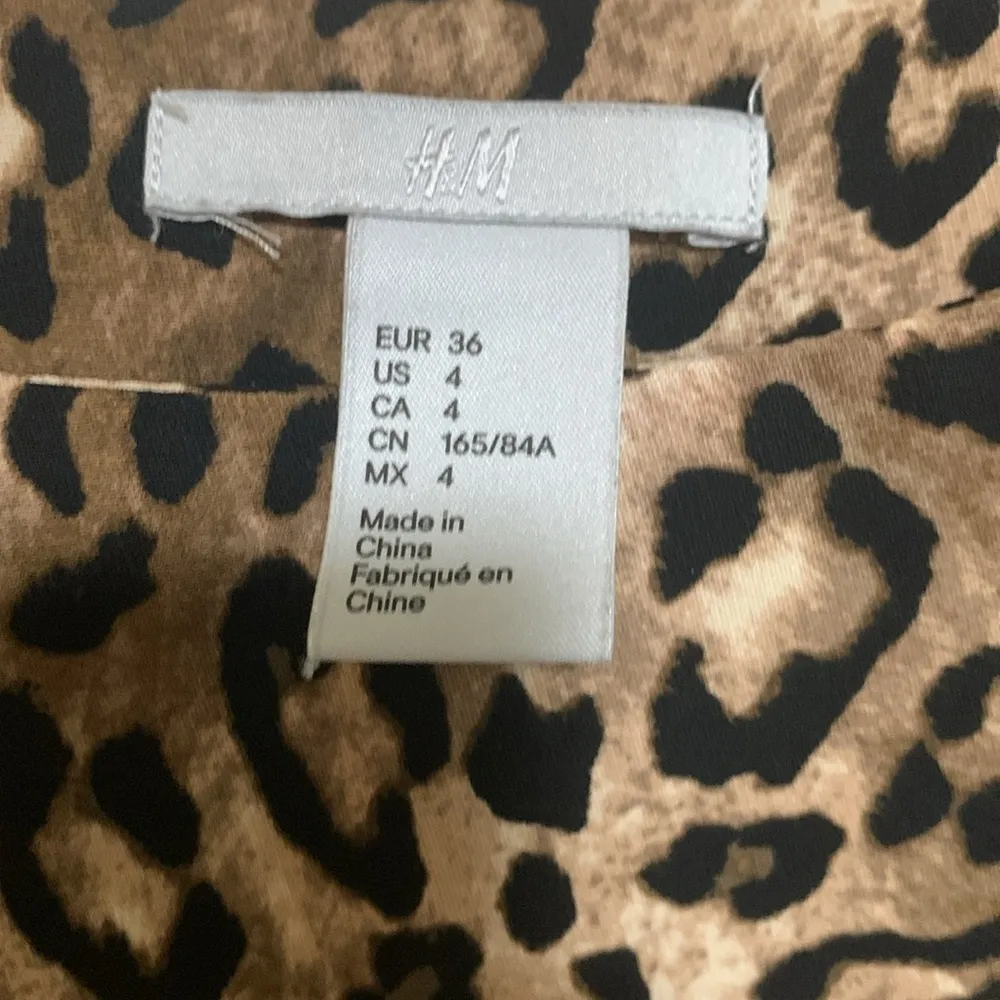 H&M
EUR 36
US 4
CA 4
CN 165/84A
MX 4
Made in
China
Fabriqué en
Chine